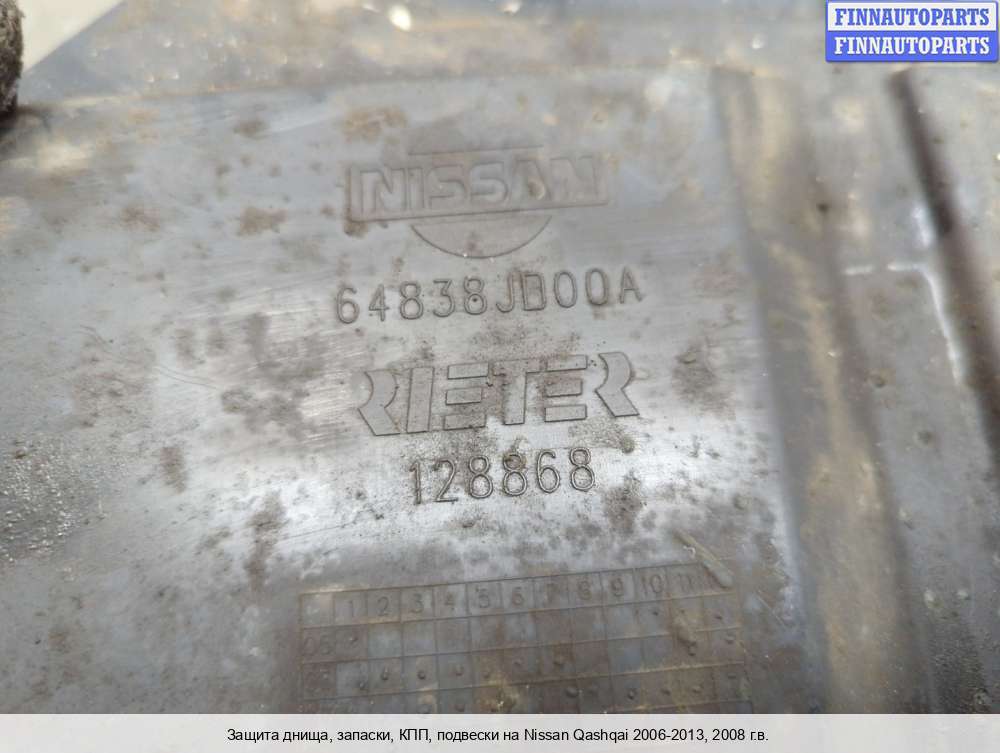 FINNAUTOPARTS
FINNAUTOPARTS
NISSAN
64838JD00A
RIETER
128868
1 2 3 4 5 6 7 8 9 10 11
06
Защита днища, запаски, КПП, подвески на Nissan Qashqai 2006-2013, 2008 г.в.